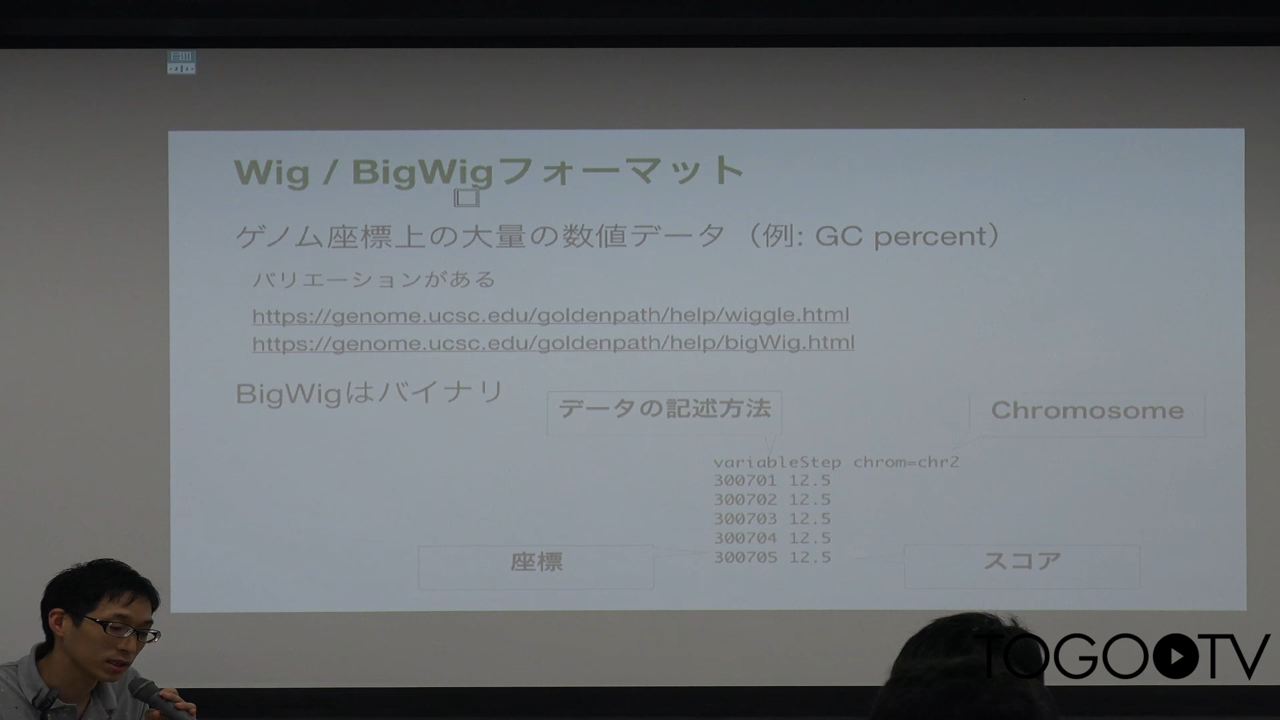 Wig / BigWigフォーマット
ゲノム座標上の大量の数値データ（例: GC percent）
バリエーションがある
https://genome.ucsc.edu/goldenpath/help/wiggle.html
https://genome.ucsc.edu/goldenpath/help/bigWig.html
BigWigはバイナリ
データの記述方法
Chromosome
variableStep chrom=chr2
300701 12.5
300702 12.5
300703 12.5
300704 12.5
300705 12.5
座標
スコア
TOGOTV